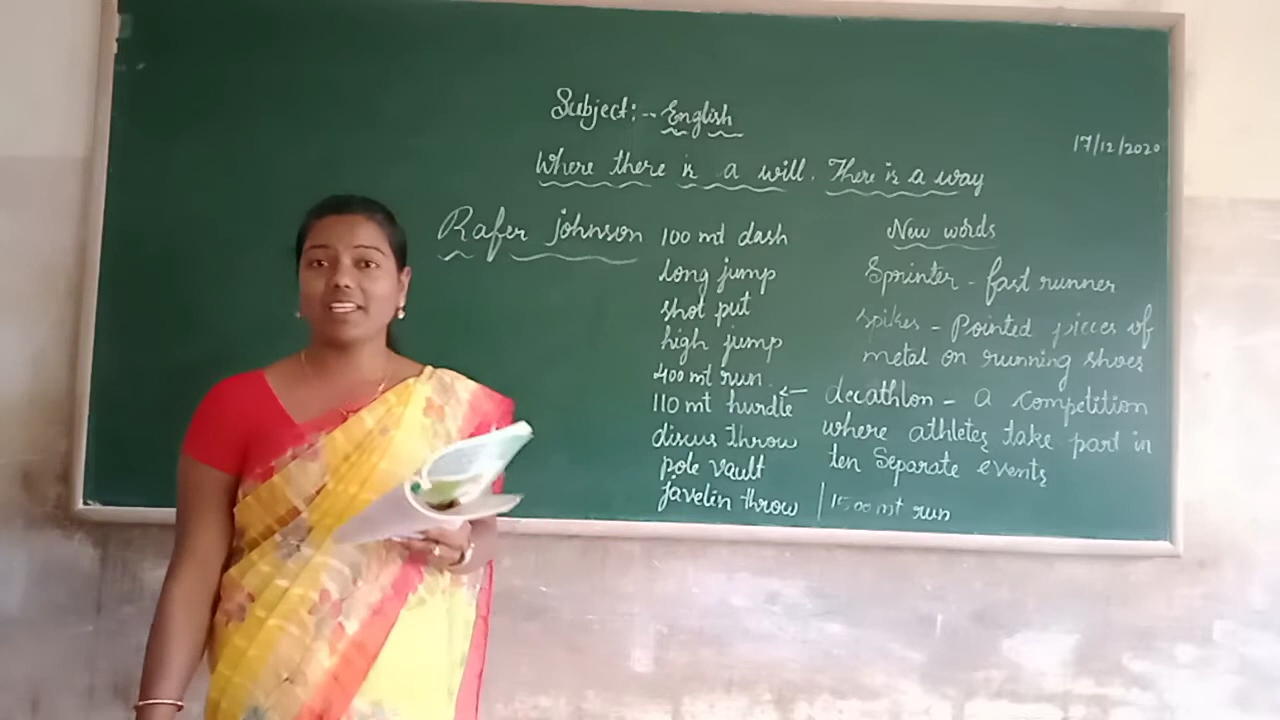 Subject:-- English
17/12/2020
Where there is a will. There is a way
Rafer johnson
100 mt dash
long jump
shot put
high jump
400 mt run
110 mt hurdle
discus throw
pole vault
javelin throw
1500 mt run
New words
Sprinter - fast runner
spikes - Pointed pieces of
metal on running shoes
← decathlon - a competition
where athletes take part in
ten Separate events